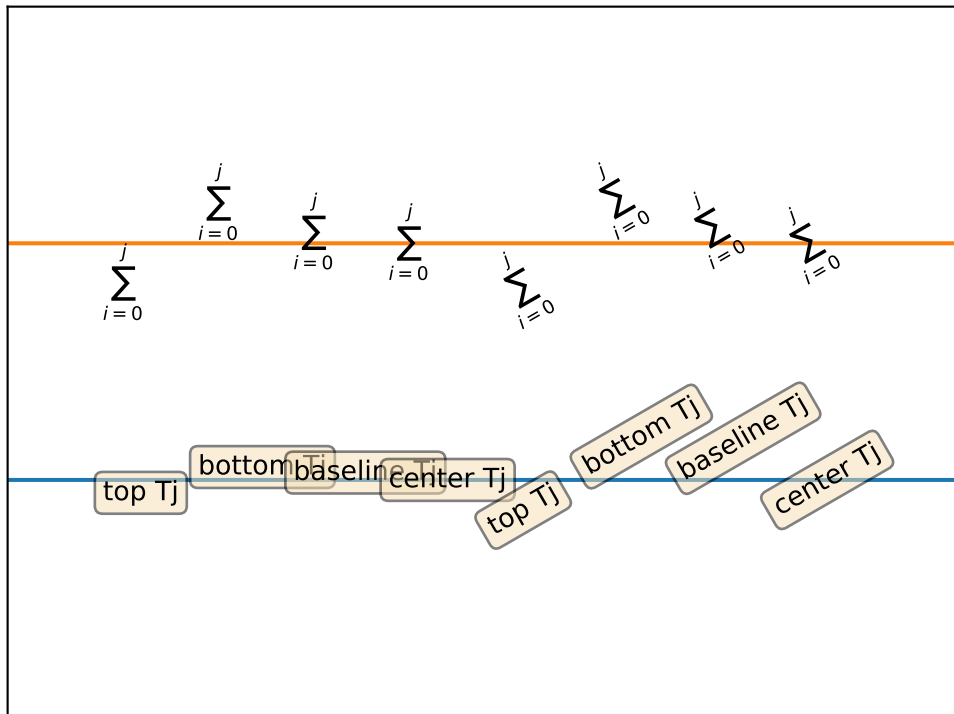 j
∑
i = 0
j
∑
i = 0
j
∑
i = 0
j
∑
i = 0
j
∑
i = 0
j
∑
i = 0
j
∑
i = 0
j
∑
i = 0
top Tj
bottom Tj
baseline Tj
center Tj
top Tj
bottom Tj
baseline Tj
center Tj